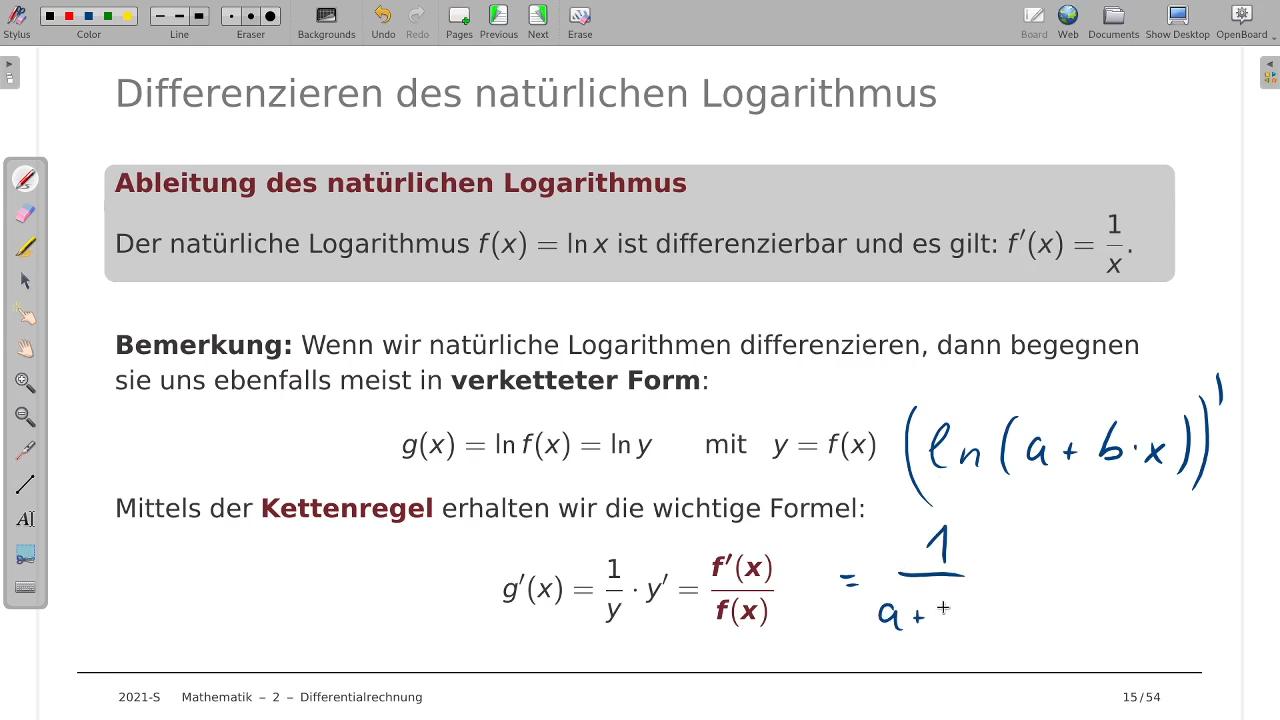 Stylus Color Line Eraser Backgrounds Undo Redo Pages Previous Next Erase Board Web Documents Show Desktop OpenBoard
Differenzieren des natürlichen Logarithmus
Ableitung des natürlichen Logarithmus
Der natürliche Logarithmus f(x) = ln x ist differenzierbar und es gilt: f′(x) = 1/x.
Bemerkung: Wenn wir natürliche Logarithmen differenzieren, dann begegnen
sie uns ebenfalls meist in verketteter Form:
g(x) = ln f(x) = ln y mit y = f(x) (ln(a + b·x))′
Mittels der Kettenregel erhalten wir die wichtige Formel:
g′(x) = 1/y · y′ = f′(x)/f(x) = 1/a +
2021-S Mathematik – 2 – Differentialrechnung 15 / 54